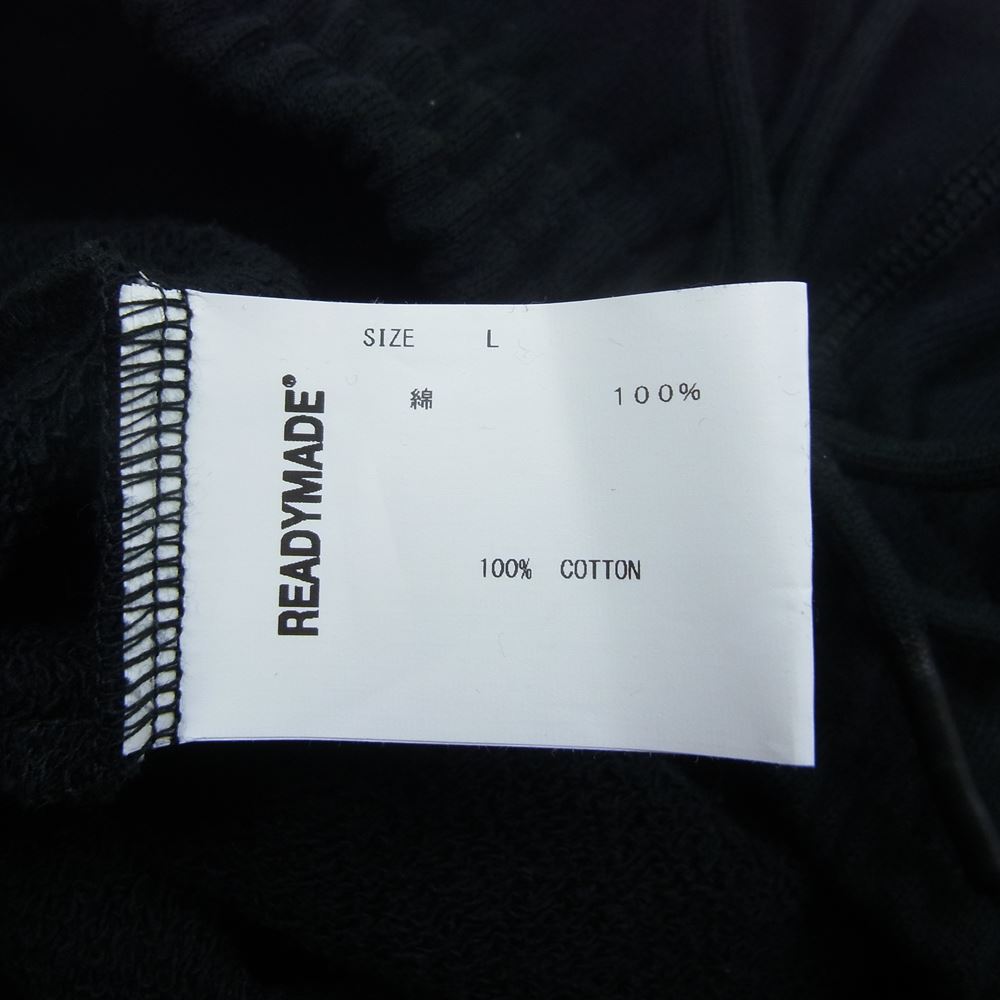 SIZE L
綿 100%
100% COTTON
READYMADE®